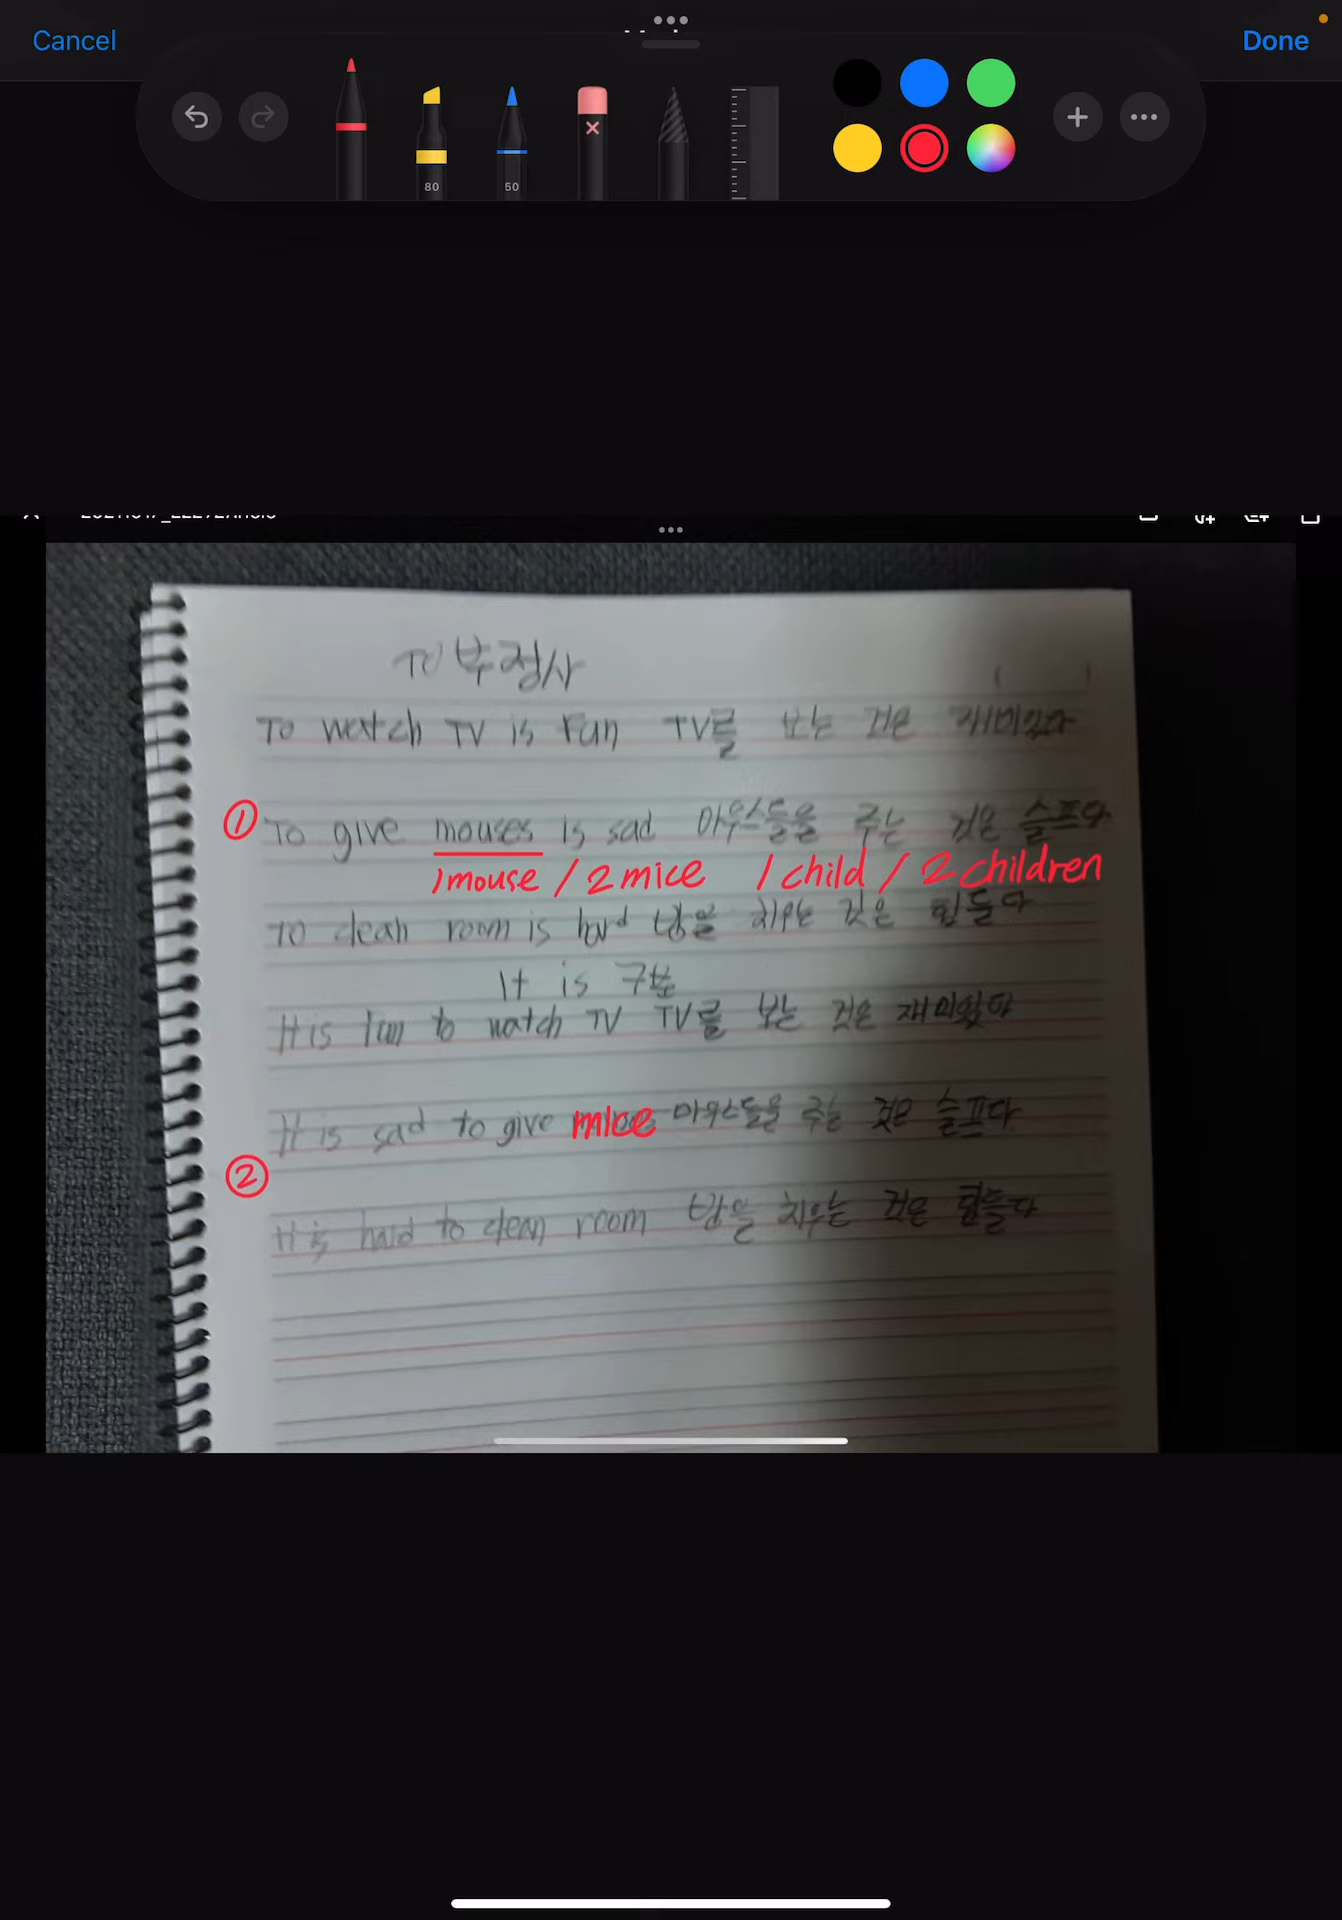 Cancel
Done
80
50
To 부정사
To watch TV is Fun TV를 보는 것은 재미있다
① To give mouses is sad 마우스들을 주는 것은 슬프다
1 mouse / 2 mice 1 child / 2 children
To clean room is hard 방을 치우는 것은 힘들다
It is 구분
It is fun to watch TV TV를 보는 것은 재미있다
It is sad to give mice 마우스들을 주는 것은 슬프다
②
It is hard to clean room 방을 치우는 것은 힘들다